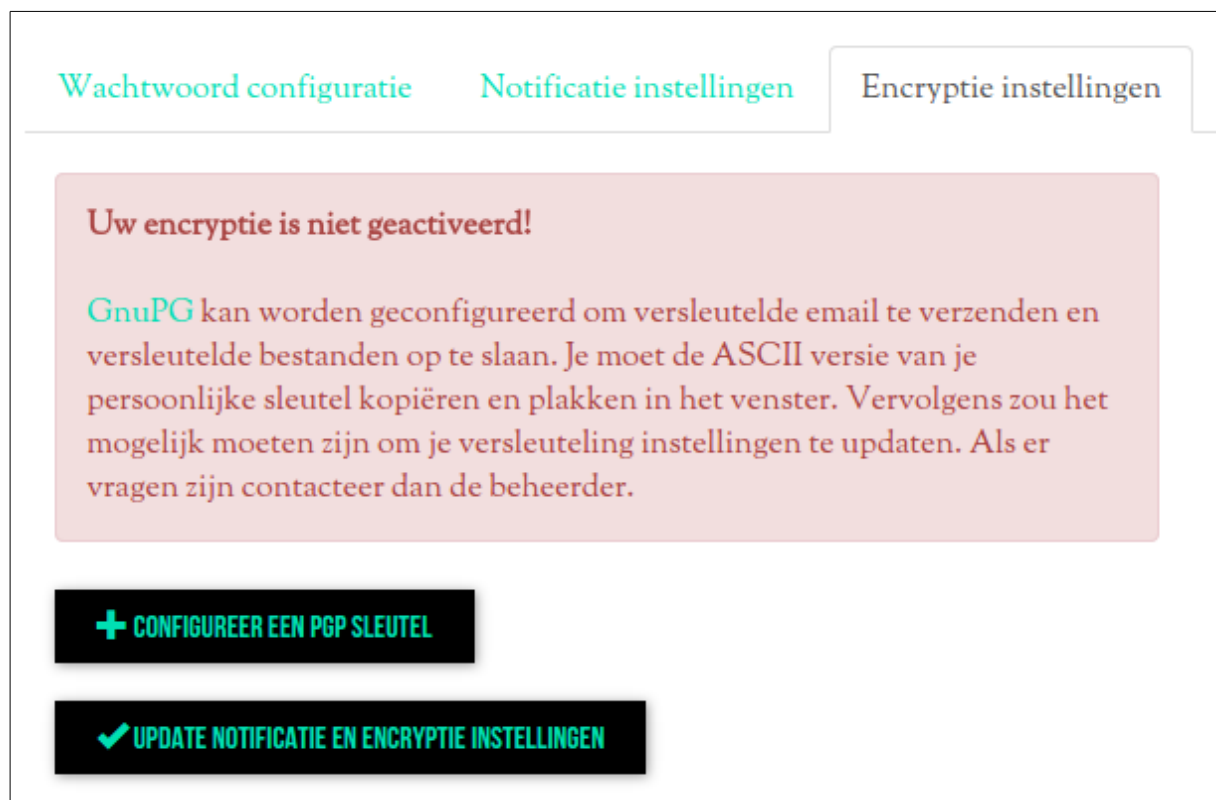 Wachtwoord configuratie Notificatie instellingen Encryptie instellingen
Uw encryptie is niet geactiveerd!
GnuPG kan worden geconfigureerd om versleutelde email te verzenden en
versleutelde bestanden op te slaan. Je moet de ASCII versie van je
persoonlijke sleutel kopiëren en plakken in het venster. Vervolgens zou het
mogelijk moeten zijn om je versleuteling instellingen te updaten. Als er
vragen zijn contacteer dan de beheerder.
CONFIGUREER EEN PGP SLEUTEL
UPDATE NOTIFICATIE EN ENCRYPTIE INSTELLINGEN